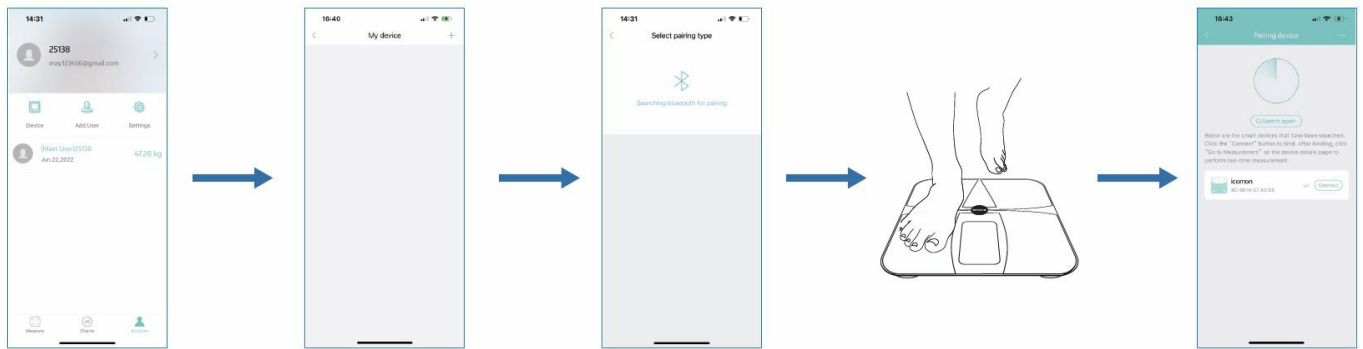 14:31
25138
may123456@gmail.com
Device
Add User
Settings
(Main User)25138
Jun 22,2022
47.28 kg
Measure
Charts
Account
16:40
My device
14:31
Select pairing type
Searching bluetooth for pairing
16:43
Pairing device
Search again
Below are the smart devices that have been searched.
Click the "Connect" button to bind. After binding, click
"Go to Measurement" on the device details page to
perform real-time measurement.
icomon
Connect